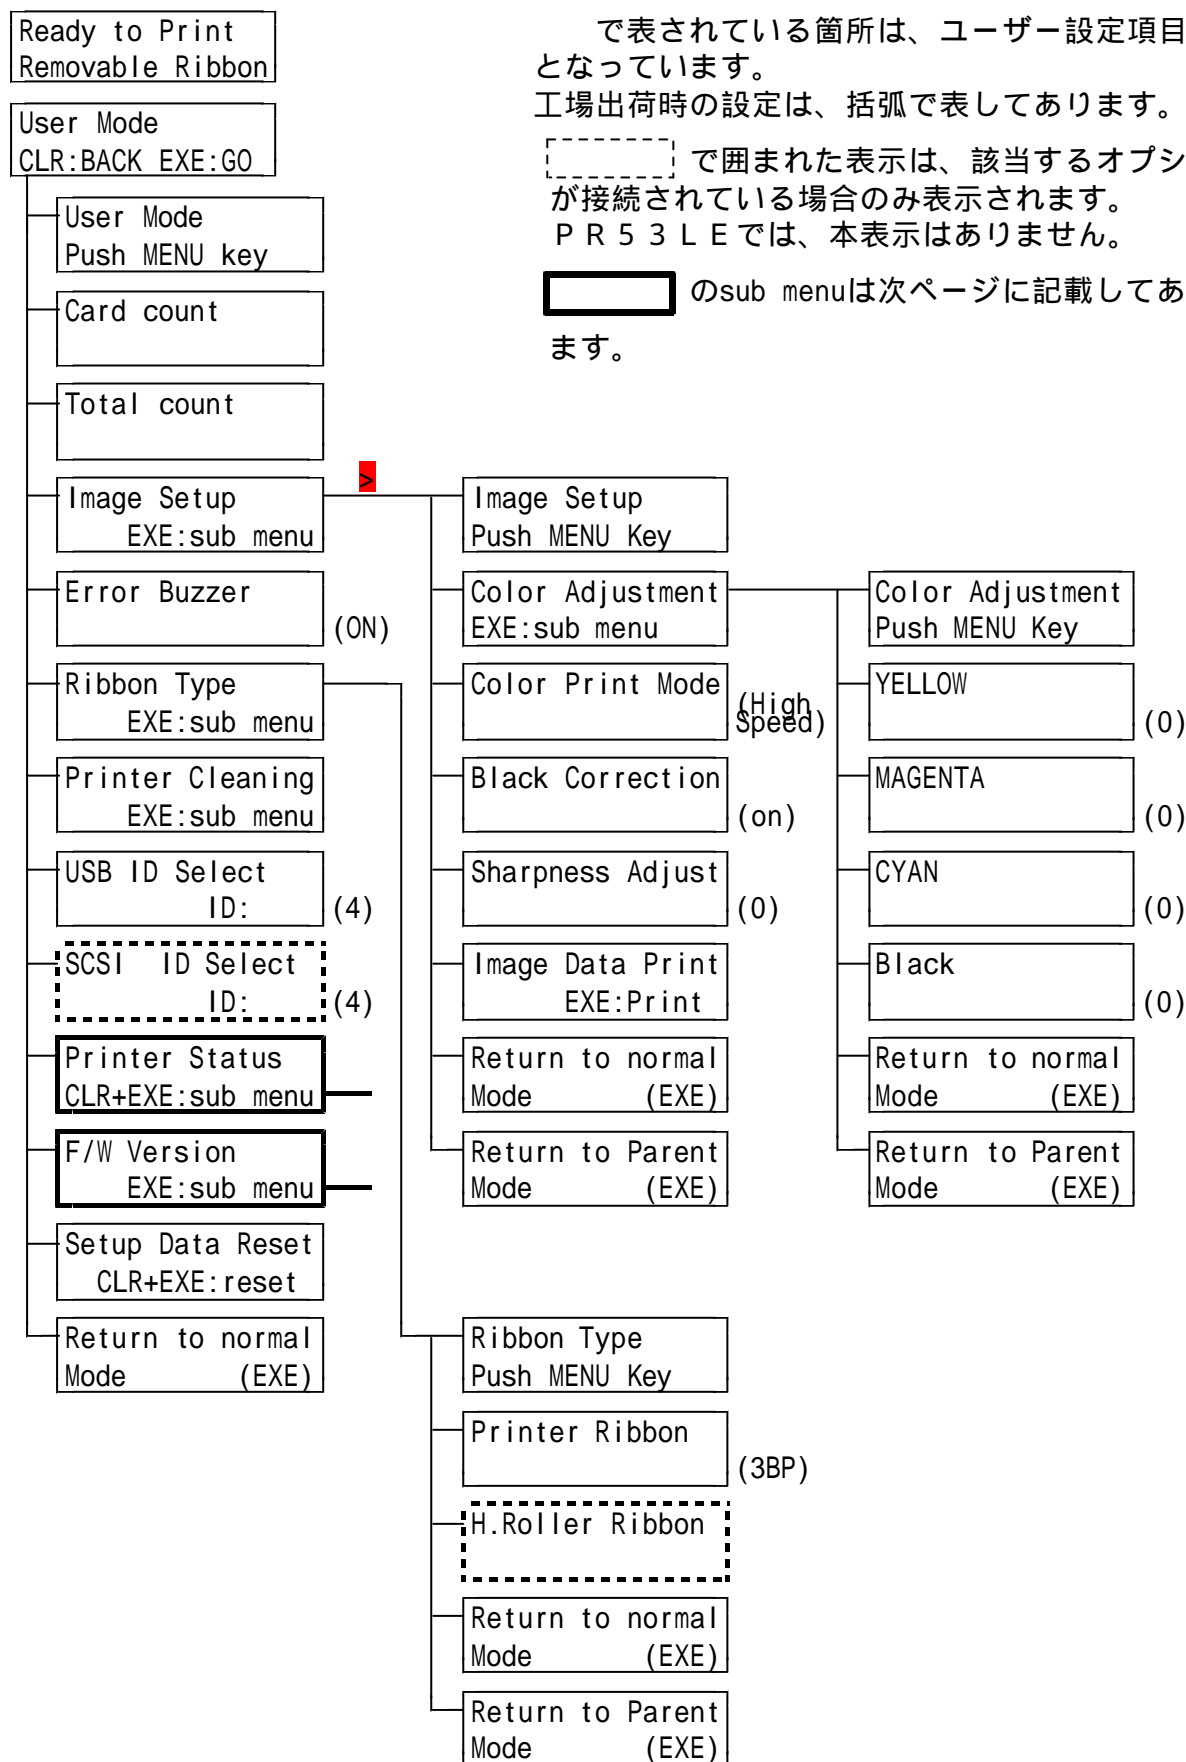 Ready to Print
Removable Ribbon
で表されている箇所は、ユーザー設定項目
となっています。
工場出荷時の設定は、括弧で表してあります。
で囲まれた表示は、該当するオプシ
が接続されている場合のみ表示されます。
ＰＲ５３ＬＥでは、本表示はありません。
のsub menuは次ページに記載してあ
ます。
User Mode
CLR:BACK EXE:GO
User Mode
Push MENU key
Card count
Total count
Image Setup
EXE:sub menu
>
Error Buzzer
(ON)
Ribbon Type
EXE:sub menu
Printer Cleaning
EXE:sub menu
USB ID Select
ID:
(4)
SCSI ID Select
ID:
(4)
Printer Status
CLR+EXE:sub menu
F/W Version
EXE:sub menu
Setup Data Reset
CLR+EXE:reset
Return to normal
Mode (EXE)
Image Setup
Push MENU Key
Color Adjustment
EXE:sub menu
Color Print Mode
(High
Speed)
Black Correction
(on)
Sharpness Adjust
(0)
Image Data Print
EXE:Print
Return to normal
Mode (EXE)
Return to Parent
Mode (EXE)
Color Adjustment
Push MENU Key
YELLOW
(0)
MAGENTA
(0)
CYAN
(0)
Black
(0)
Return to normal
Mode (EXE)
Return to Parent
Mode (EXE)
Ribbon Type
Push MENU Key
Printer Ribbon
(3BP)
H.Roller Ribbon
Return to normal
Mode (EXE)
Return to Parent
Mode (EXE)